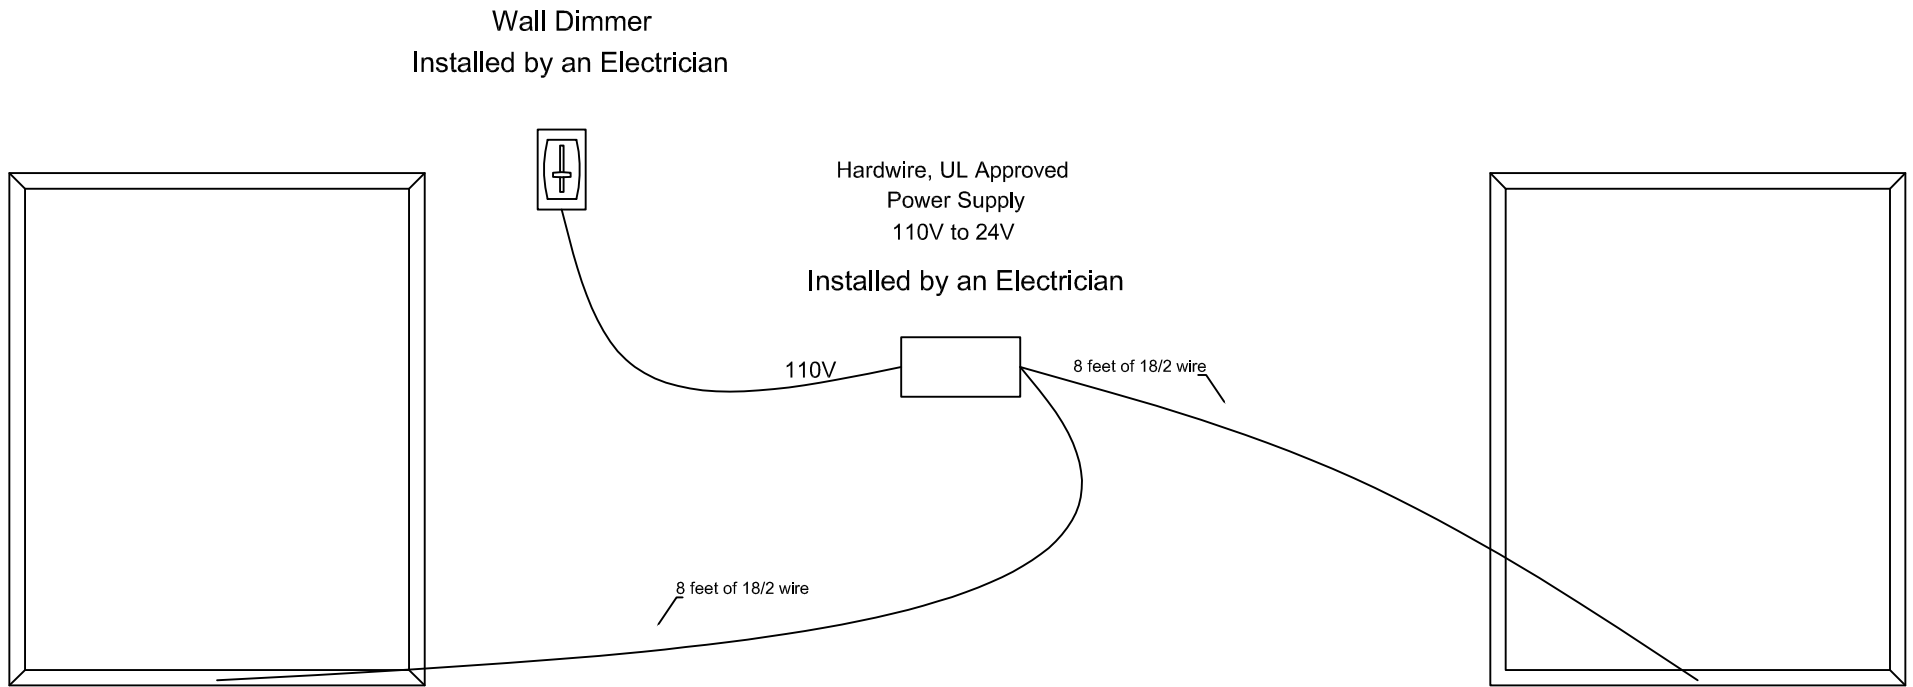 Wall Dimmer
Installed by an Electrician
Hardwire, UL Approved
Power Supply
110V to 24V
Installed by an Electrician
110V
8 feet of 18/2 wire
8 feet of 18/2 wire